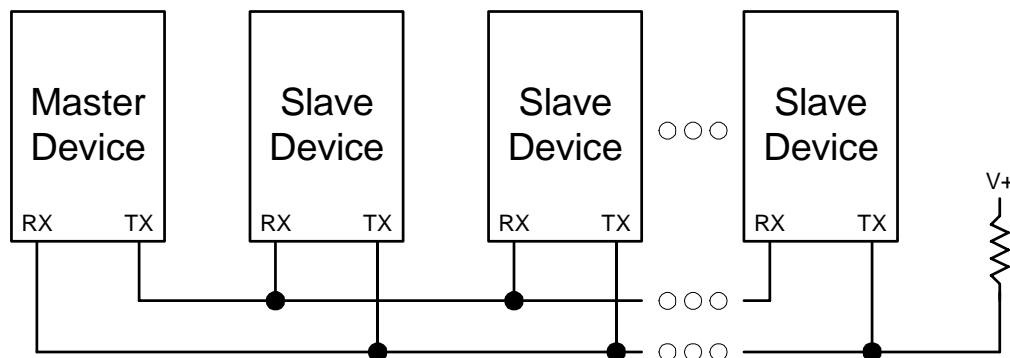 Master
Device
Slave
Device
Slave
Device
Slave
Device
RX TX
RX TX
RX TX
RX TX
V+